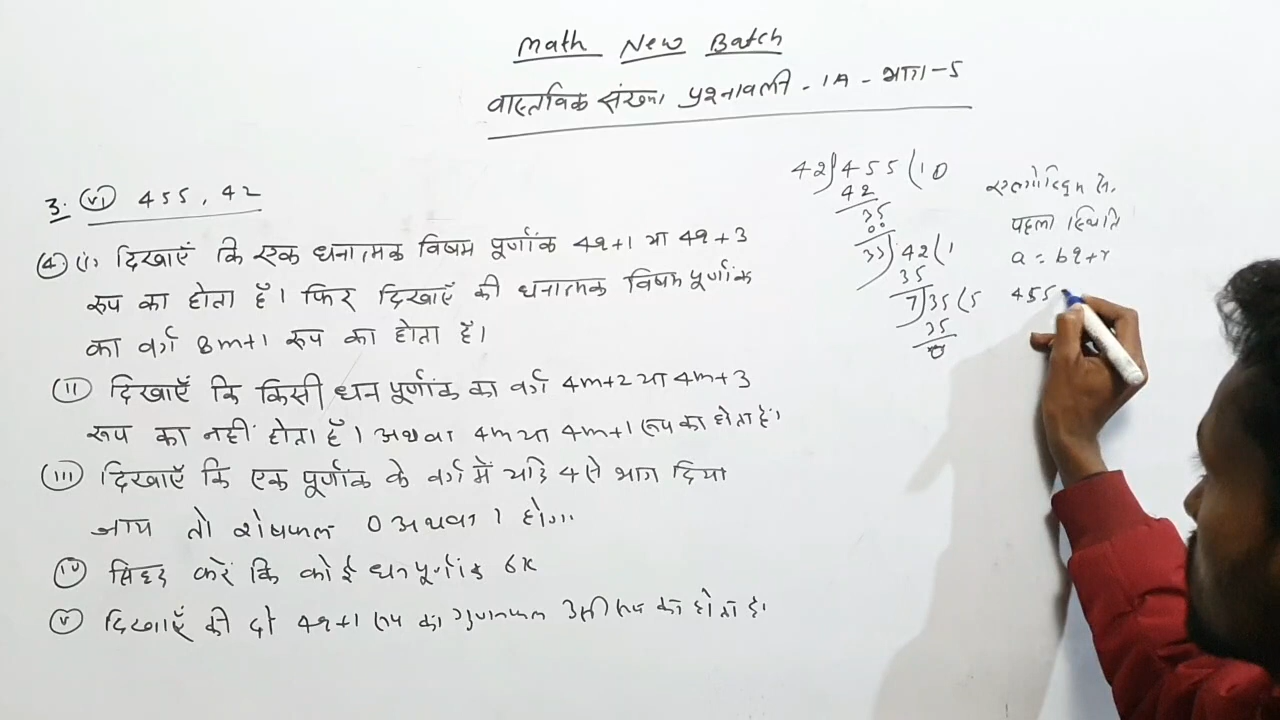 Math New Batch
वास्तविक संख्या प्रश्नावली - 1A - भाग-5
3. (vi) 455, 42
(4) (i) दिखाएँ कि एक धनात्मक विषम पूर्णांक 4q+1 या 4q+3
रूप का होता हैं। फिर दिखाएँ की धनात्मक विषम पूर्णांक
का वर्ग 8m+1 रूप का होता हैं।
(ii) दिखाएँ कि किसी धन पूर्णांक का वर्ग 4m+2 या 4m+3
रूप का नहीं होता हैं। अथवा 4m या 4m+1 रूप का होता है।
(iii) दिखाएँ कि एक पूर्णांक के वर्ग में यदि 4 से भाग दिया
जाय तो शेषफल 0 अथवा 1 होगा
(iv) सिद्ध करें कि कोई धन पूर्णांक 6x
(v) दिखाएँ की दो 4q+1 रूप का गुणनफल उसी रूप का होता है।
42)455(10
42
35
00
35)42(1
35
7)35(5
35
0
पहला स्थिति
a = bq+r
455